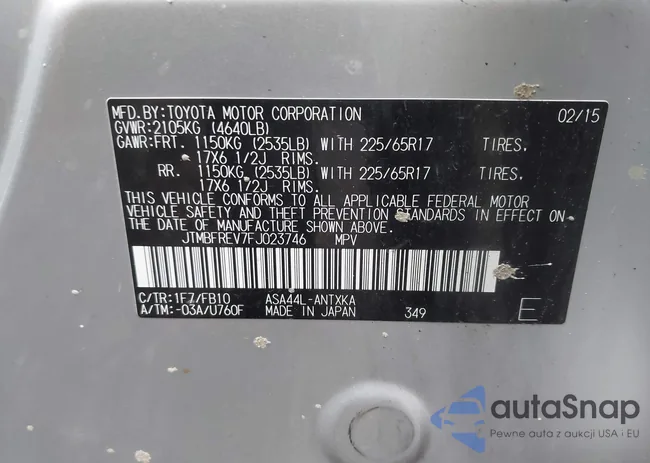 MFD.BY:TOYOTA MOTOR CORPORATION 02/15
GVWR:2105KG (4640LB)
GAWR:FRT. 1150KG (2535LB) WITH 225/65R17 TIRES.
17X6 1/2J RIMS.
RR. 1150KG (2535LB) WITH 225/65R17 TIRES.
17X6 1/2J RIMS.
THIS VEHICLE CONFORMS TO ALL APPLICABLE FEDERAL MOTOR
VEHICLE SAFETY AND THEFT PREVENTION STANDARDS IN EFFECT ON
THE DATE OF MANUFACTURE SHOWN ABOVE.
JTMBFREV7FJ023746 MPV
C/TR:1F7/FB10 ASA44L-ANTXKA
A/TM:-03A/U760F MADE IN JAPAN 349 E
autoSnap
Pewne auta z aukcji USA i EU